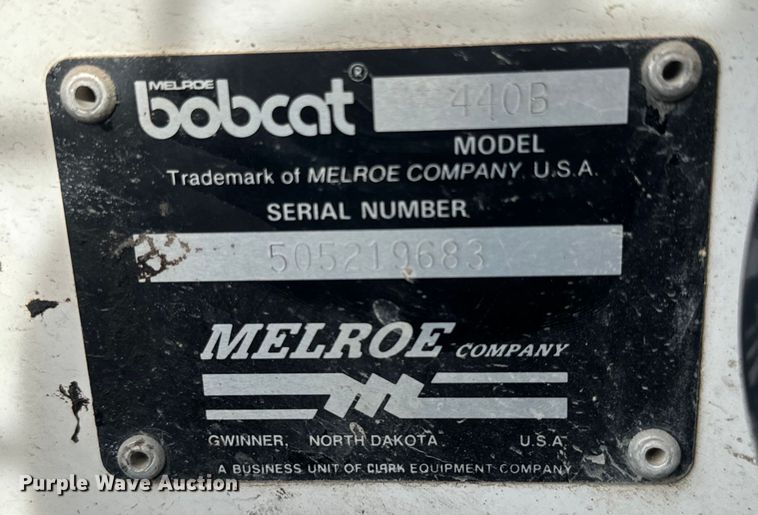 MELROE
bobcat ® 440B
MODEL
Trademark of MELROE COMPANY U.S.A.
SERIAL NUMBER
505219683
MELROE COMPANY
GWINNER, NORTH DAKOTA U.S.A.
A BUSINESS UNIT OF CLARK EQUIPMENT COMPANY
Purple Wave Auction